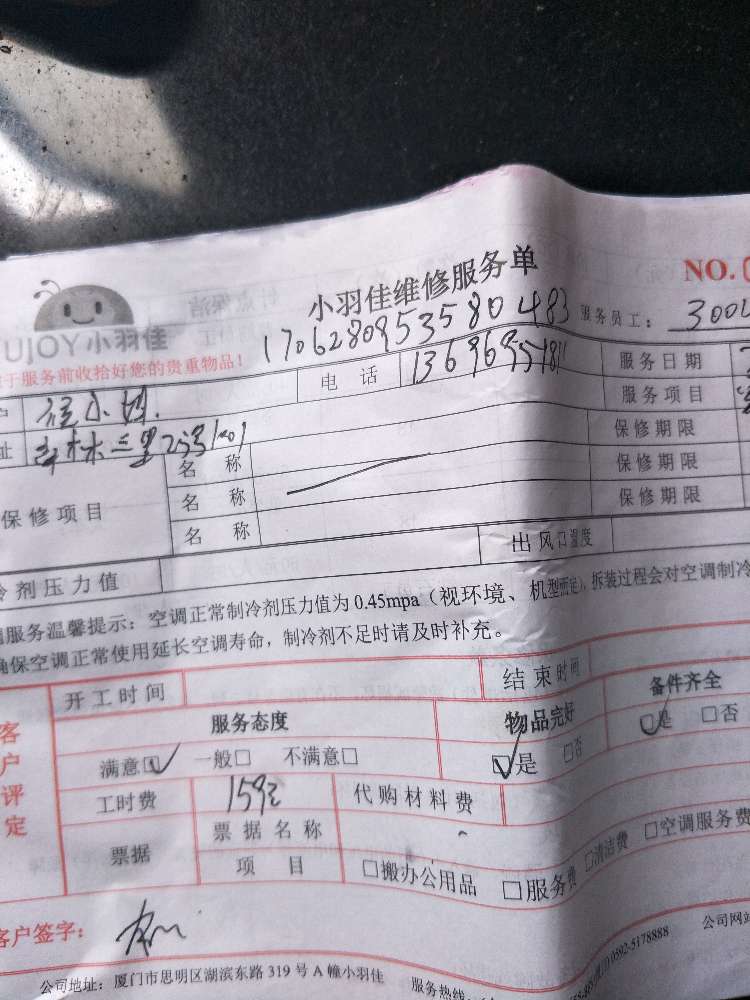 小羽佳维修服务单
NO.
UJOY小羽佳
1706280953580483
服务员工：
于服务前收拾好您的贵重物品！
电 话
13696951811
服务日期
服务项目
址
名 称
保修期限
保修项目
名 称
保修期限
名 称
保修期限
冷剂压力值
出风口温度
服务温馨提示：空调正常制冷剂压力值为 0.45mpa（视环境、机型而定），拆装过程会对空调制冷
确保空调正常使用延长空调寿命，制冷剂不足时请及时补充。
开工时间
结束时间
客户评定
服务态度
物品完好
备件齐全
满意□ 一般□ 不满意□
□是 □否
□是 □否
工时费
159元
代购材料费
票据
票据名称
项 目
□搬办公用品 □服务费 □清洁费 □空调服务费
客户签字：
公司地址：厦门市思明区湖滨东路 319 号 A 幢小羽佳
服务热线：
0592-5178888
公司网站